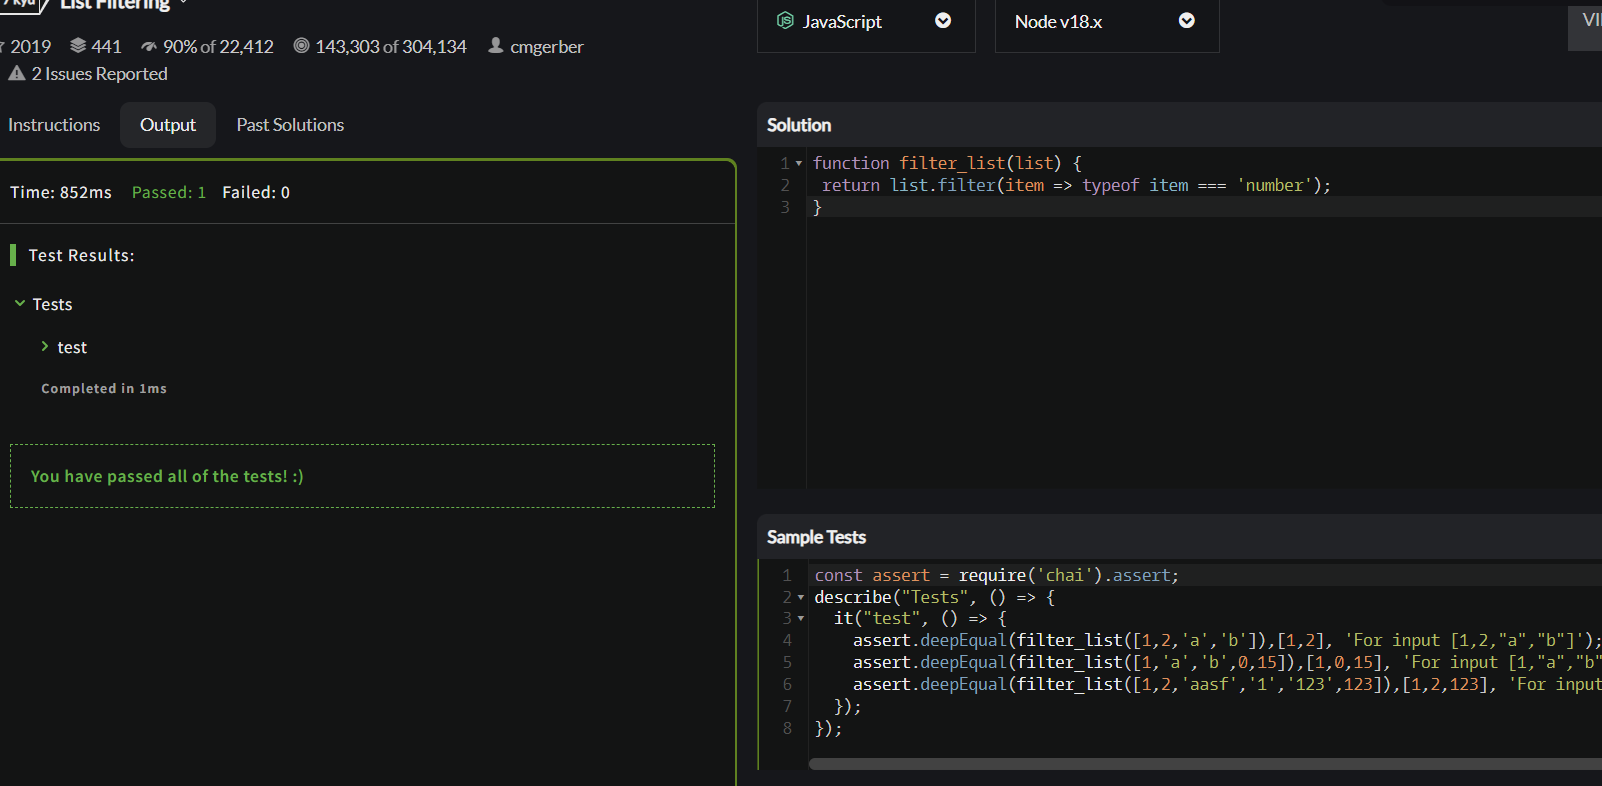 List Filtering
2019 441 90% of 22,412 143,303 of 304,134 cmgerber
2 Issues Reported
Instructions Output Past Solutions
Time: 852ms Passed: 1 Failed: 0
Test Results:
Tests
test
Completed in 1ms
You have passed all of the tests! :)
JavaScript Node v18.x
Solution
1 function filter_list(list) {
2 return list.filter(item => typeof item === 'number');
3 }
Sample Tests
1 const assert = require('chai').assert;
2 describe("Tests", () => {
3 it("test", () => {
4 assert.deepEqual(filter_list([1,2,'a','b']),[1,2], 'For input [1,2,"a","b"]');
5 assert.deepEqual(filter_list([1,'a','b',0,15]),[1,0,15], 'For input [1,"a","b"
6 assert.deepEqual(filter_list([1,2,'aasf','1','123',123]),[1,2,123], 'For input
7 });
8 });